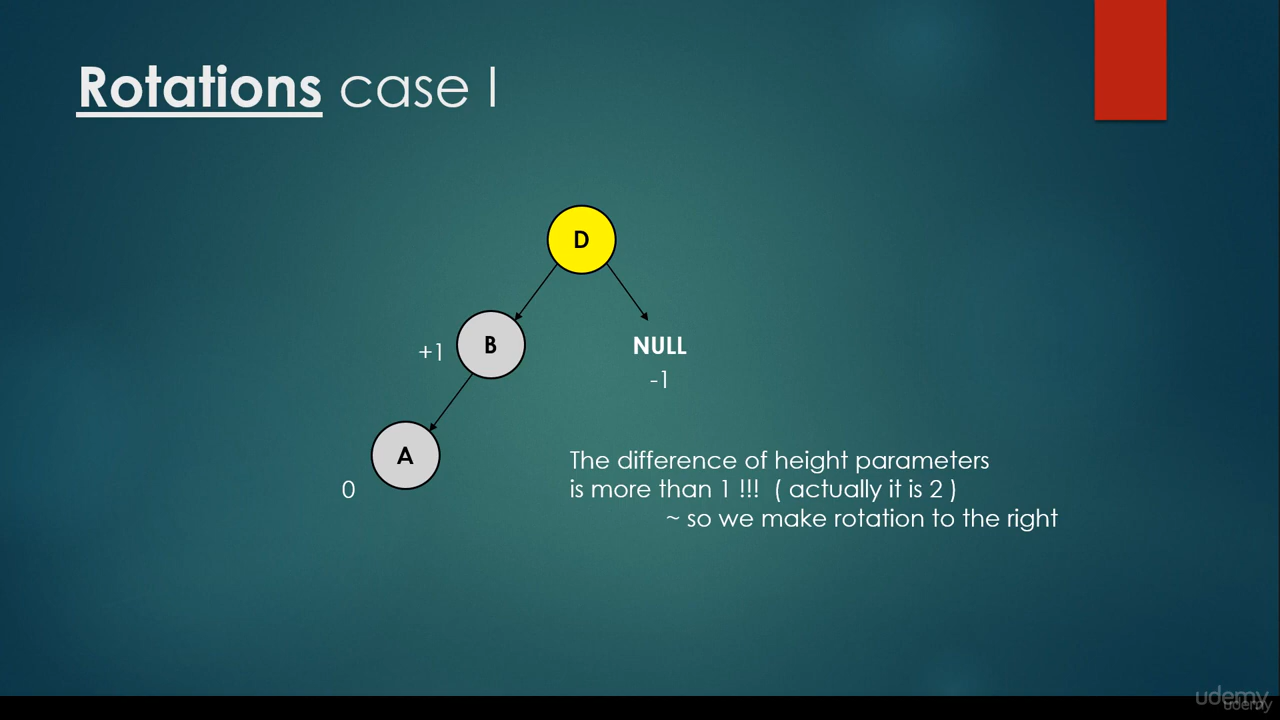 Rotations case I
D
+1
B
NULL
-1
A
0
The difference of height parameters
is more than 1 !!! ( actually it is 2 )
~ so we make rotation to the right
udemy
udemy